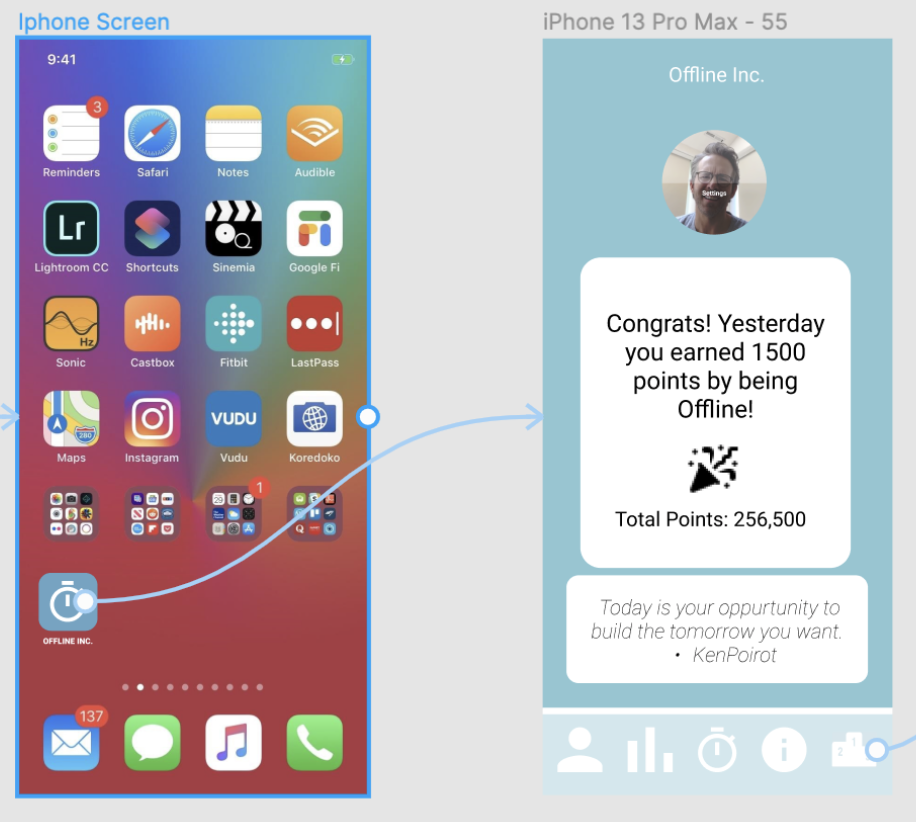 Iphone Screen
iPhone 13 Pro Max - 55
9:41
3
Reminders
Safari
Notes
Audible
Lr
Lightroom CC
Shortcuts
Sinemia
Google Fi
Hz
Sonic
Castbox
Fitbit
LastPass
280
VUDU
Maps
Instagram
Vudu
Koredoko
1
OFFLINE INC.
137
Offline Inc.
Settings
Congrats! Yesterday
you earned 1500
points by being
Offline!
Total Points: 256,500
Today is your oppurtunity to
build the tomorrow you want.
• KenPoirot
i
1
2